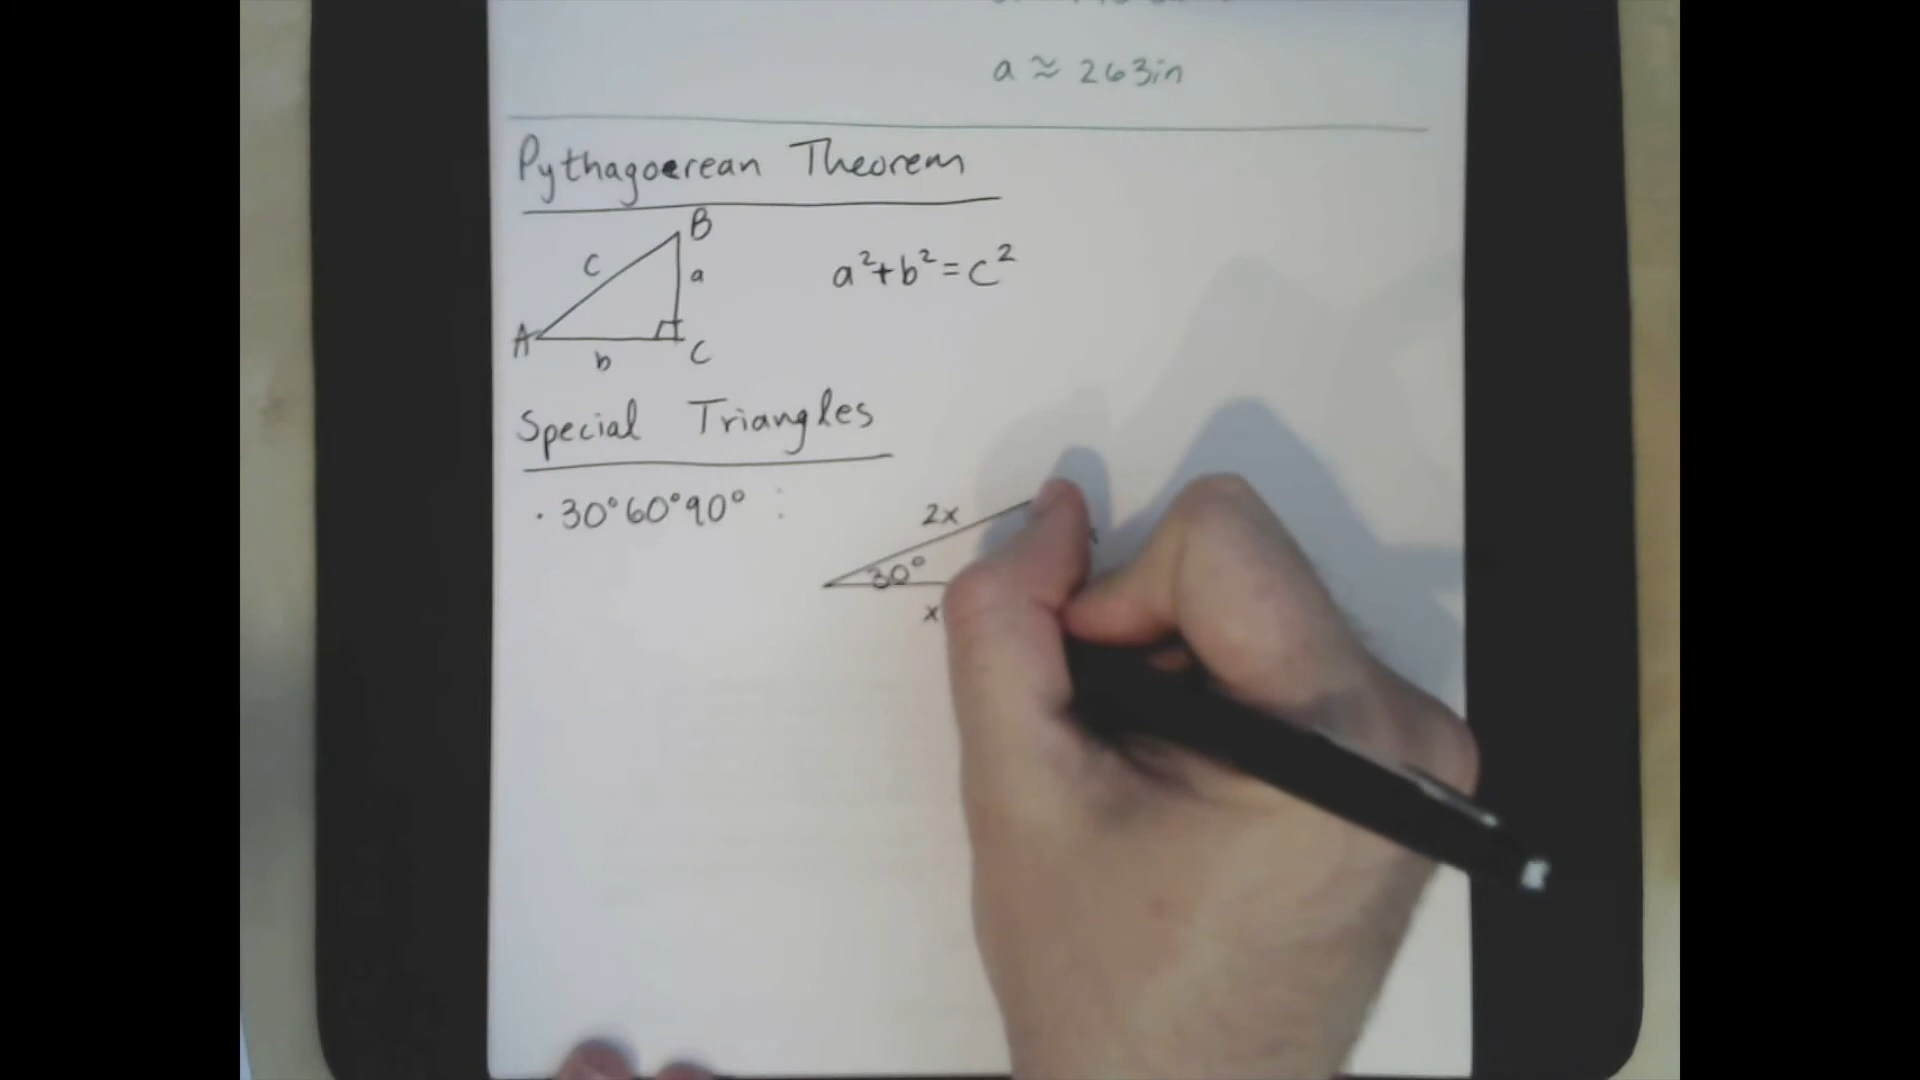 a ≈ 263in
Pythagoerean Theorem
B
c
a
a²+b²=c²
A
b
C
Special Triangles
· 30°60°90° :
2x
30°
x